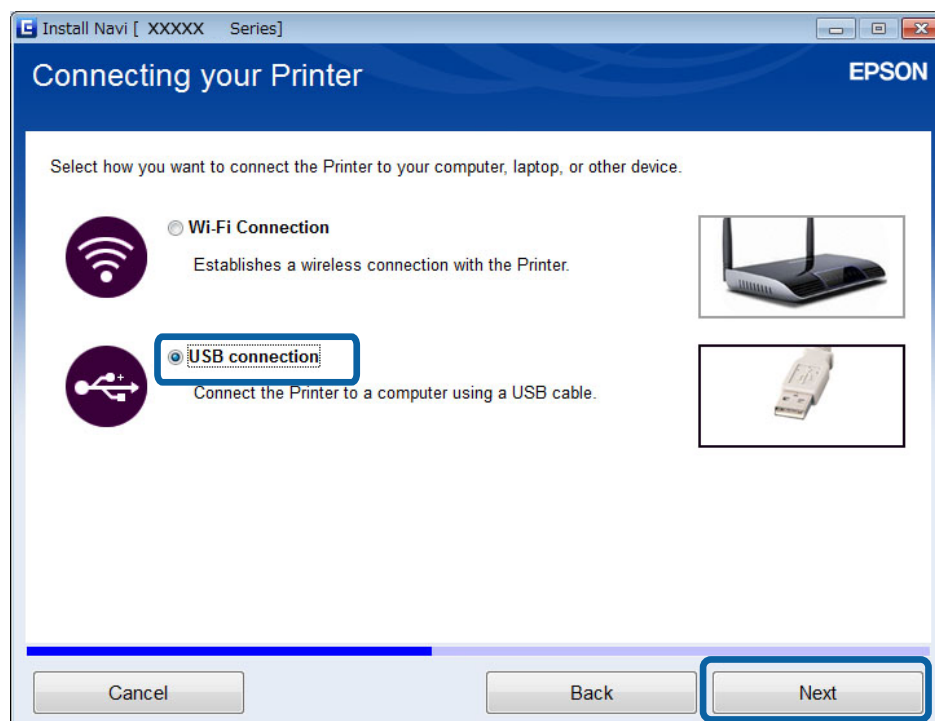 Install Navi [ XXXXX Series]
Connecting your Printer
EPSON
Select how you want to connect the Printer to your computer, laptop, or other device.
Wi-Fi Connection
Establishes a wireless connection with the Printer.
USB connection
Connect the Printer to a computer using a USB cable.
Cancel
Back
Next